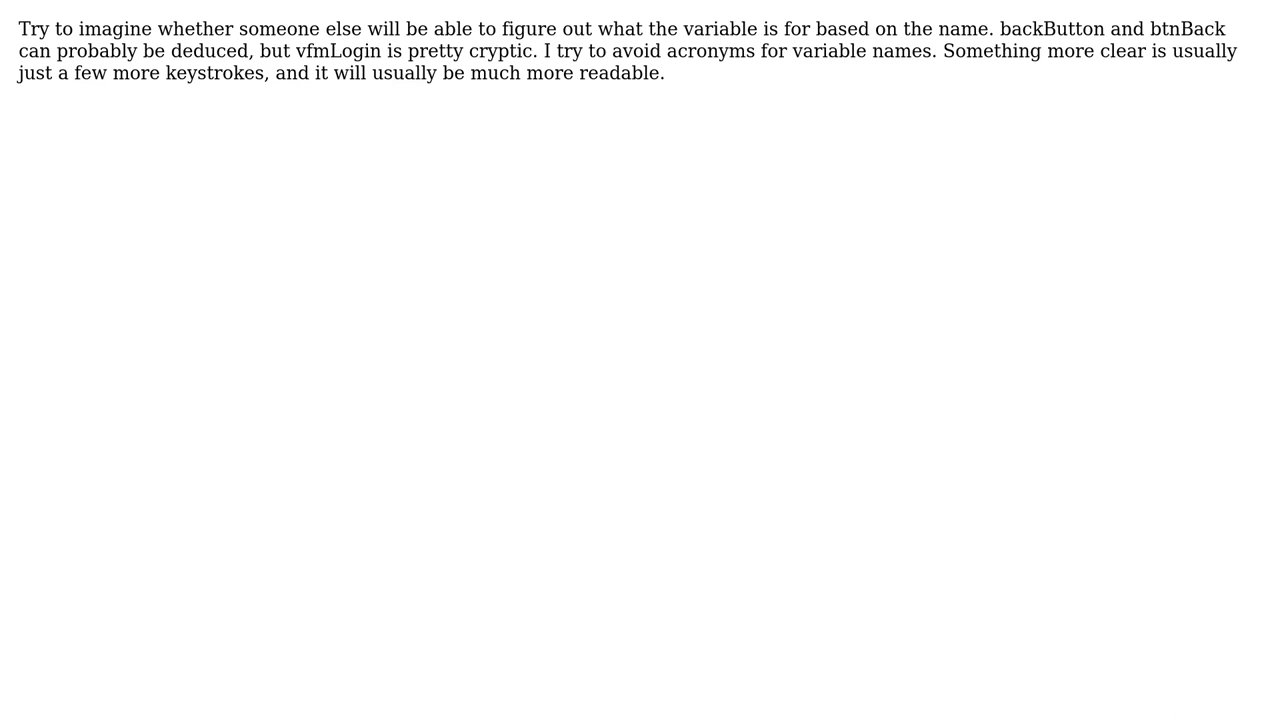 Try to imagine whether someone else will be able to figure out what the variable is for based on the name. backButton and btnBack
can probably be deduced, but vfmLogin is pretty cryptic. I try to avoid acronyms for variable names. Something more clear is usually
just a few more keystrokes, and it will usually be much more readable.